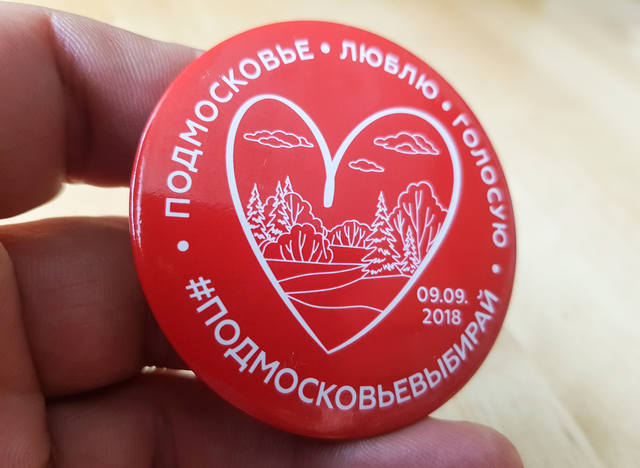 ПОДМОСКОВЬЕ • ЛЮБЛЮ • ГОЛОСУЮ
09.09.
2018
#ПОДМОСКОВЬЕВЫБИРАЙ